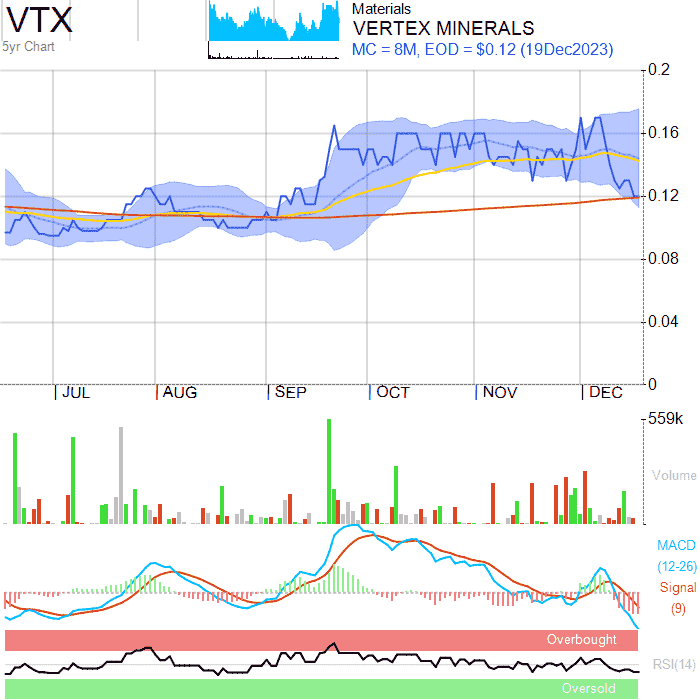 VTX
5yr Chart
Materials
VERTEX MINERALS
MC = 8M, EOD = $0.12 (19Dec2023)
0.2
0.16
0.12
0.08
0.04
0
JUL
AUG
SEP
OCT
NOV
DEC
559k
Volume
MACD
(12-26)
Signal
(9)
Overbought
RSI(14)
Oversold